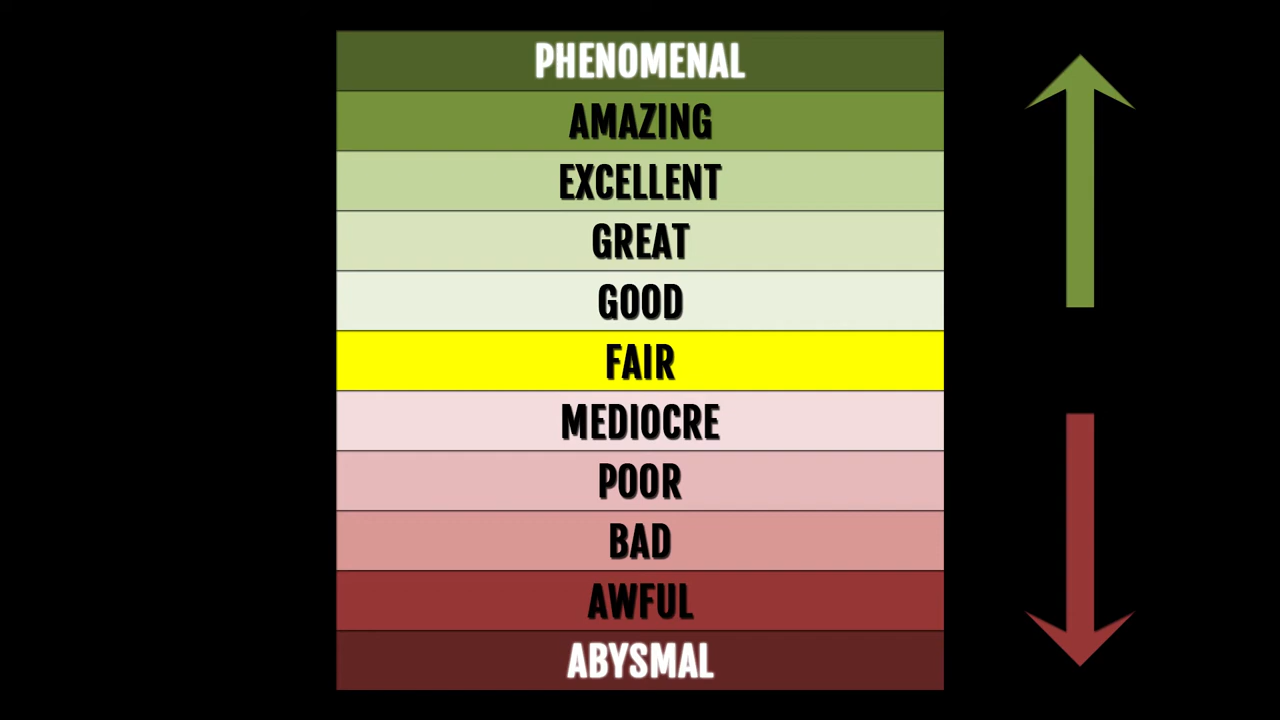 PHENOMENAL
AMAZING
EXCELLENT
GREAT
GOOD
FAIR
MEDIOCRE
POOR
BAD
AWFUL
ABYSMAL